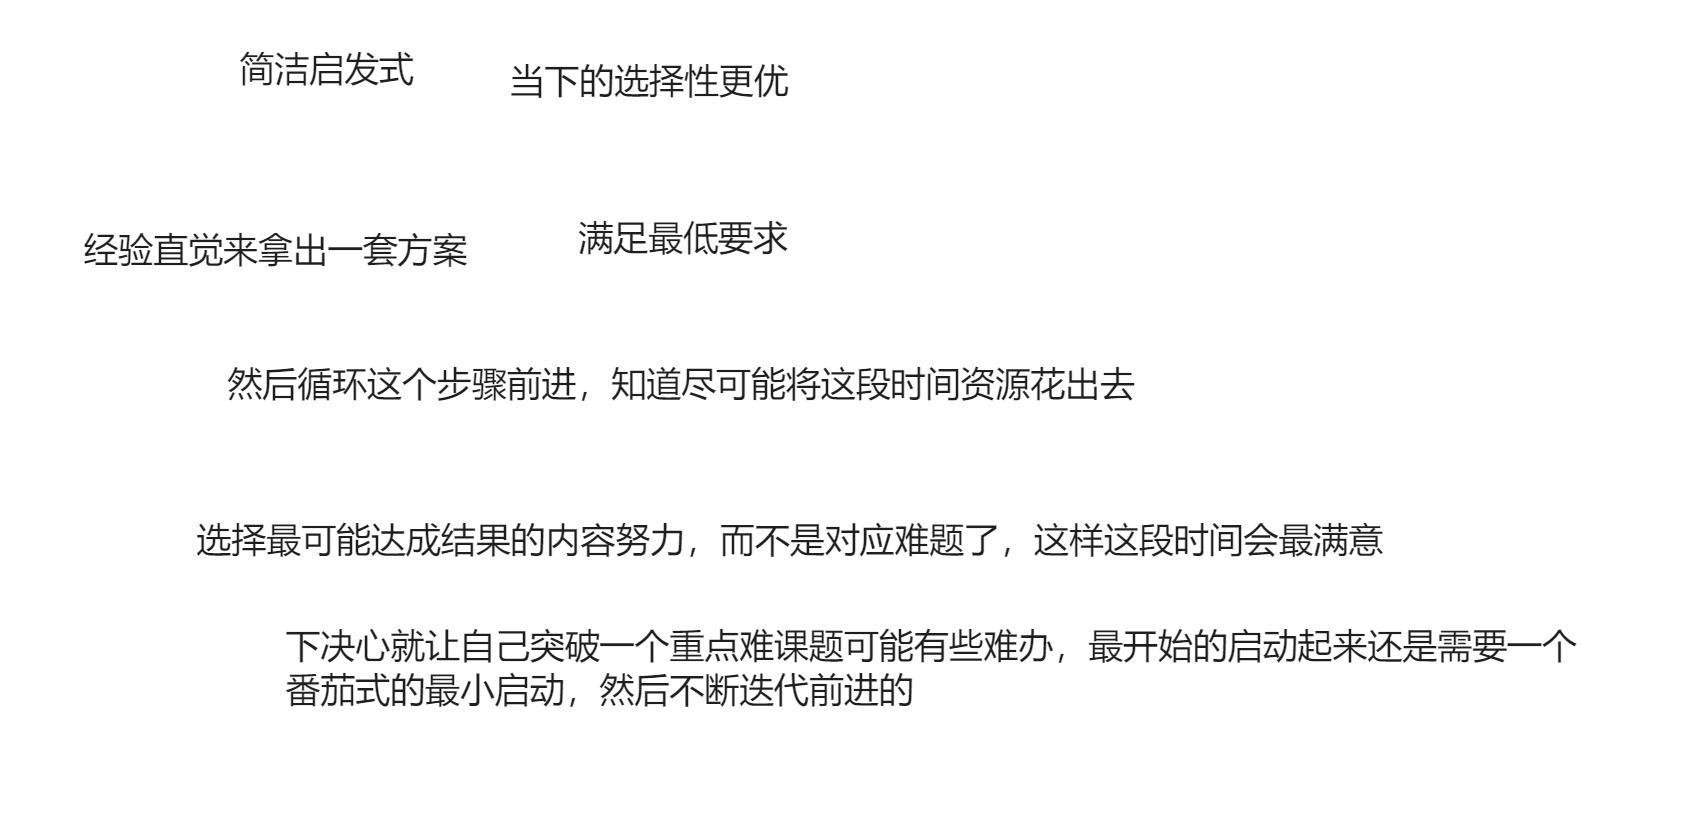 简洁启发式
当下的选择性更优
经验直觉来拿出一套方案
满足最低要求
然后循环这个步骤前进，知道尽可能将这段时间资源花出去
选择最可能达成结果的内容努力，而不是对应难题了，这样这段时间会最满意
下决心就让自己突破一个重点难课题可能有些难办，最开始的启动起来还是需要一个
番茄式的最小启动，然后不断迭代前进的